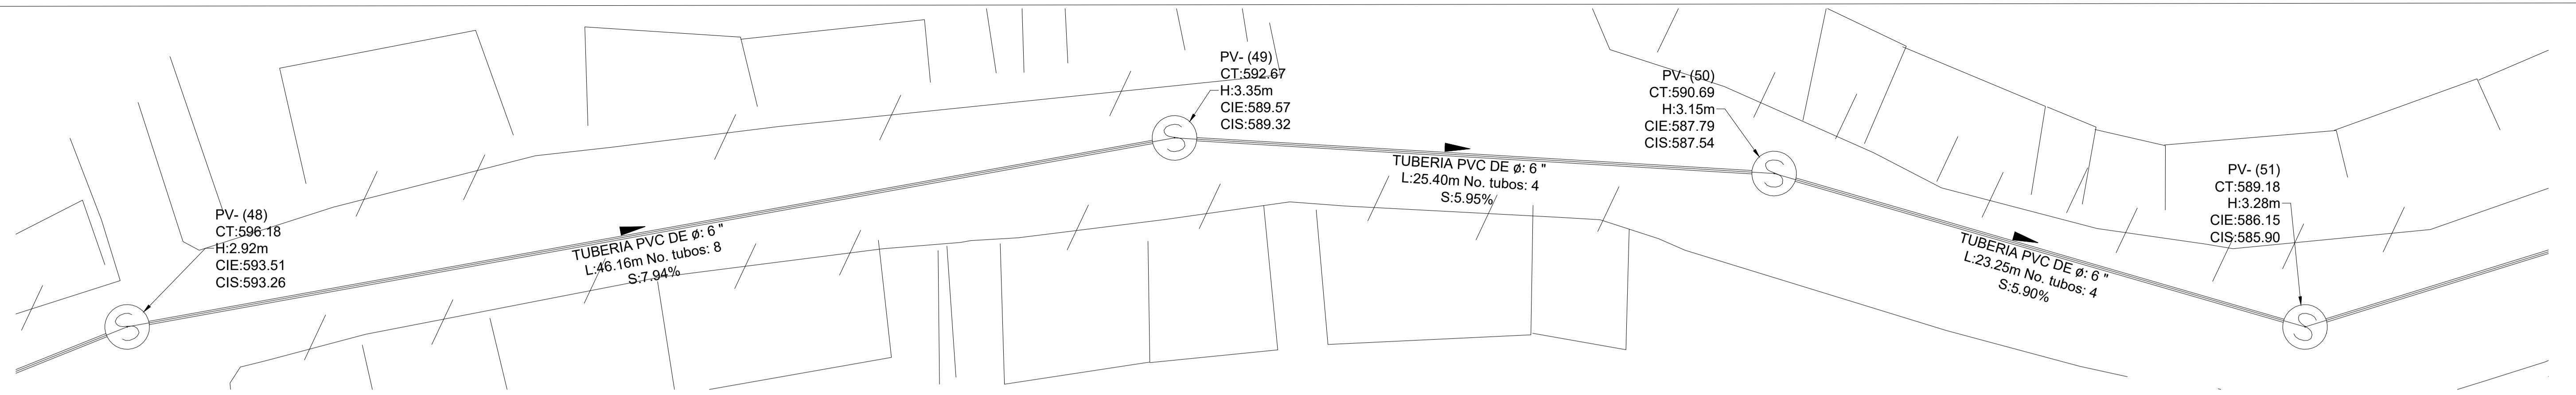 PV- (48)
CT:596.18
H:2.92m
CIE:593.51
CIS:593.26
TUBERIA PVC DE ø: 6 "
L:46.16m No. tubos: 8
S:7.94%
PV- (49)
CT:592.67
H:3.35m
CIE:589.57
CIS:589.32
TUBERIA PVC DE ø: 6 "
L:25.40m No. tubos: 4
S:5.95%
PV- (50)
CT:590.69
H:3.15m
CIE:587.79
CIS:587.54
TUBERIA PVC DE ø: 6 "
L:23.25m No. tubos: 4
S:5.90%
PV- (51)
CT:589.18
H:3.28m
CIE:586.15
CIS:585.90
S
S
S
S